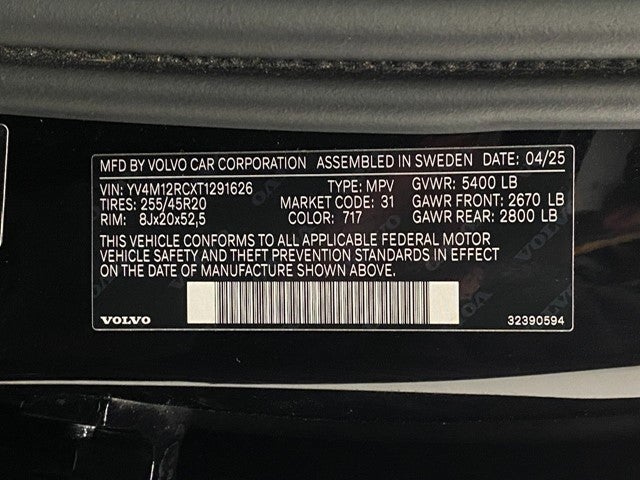 MFD BY VOLVO CAR CORPORATION ASSEMBLED IN SWEDEN DATE: 04/25
VIN: YV4M12RCXT1291626 TYPE: MPV GVWR: 5400 LB
TIRES: 255/45R20 MARKET CODE: 31 GAWR FRONT: 2670 LB
RIM: 8Jx20x52,5 COLOR: 717 GAWR REAR: 2800 LB
THIS VEHICLE CONFORMS TO ALL APPLICABLE FEDERAL MOTOR
VEHICLE SAFETY AND THEFT PREVENTION STANDARDS IN EFFECT
ON THE DATE OF MANUFACTURE SHOWN ABOVE.
VOLVO 32390594